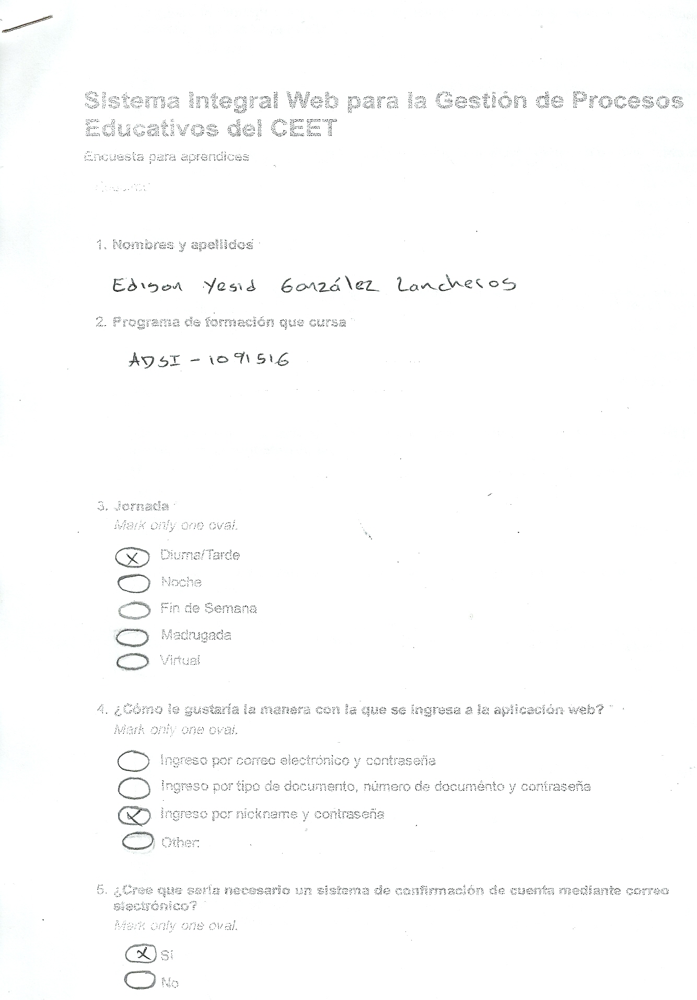 Sistema Integral Web para la Gestión de Procesos
Educativos del CEET
Encuesta para aprendices
1. Nombres y apellidos *
Edison Yesid González Lancheros
2. Programa de formación que cursa *
ADSI - 1091516
3. Jornada *
Mark only one oval.
X Diurna/Tarde
Noche
Fin de Semana
Madrugada
Virtual
4. ¿Cómo le gustaría la manera con la que se ingresa a la aplicación web? *
Mark only one oval.
Ingreso por correo electrónico y contraseña
Ingreso por tipo de documento, número de documento y contraseña
X Ingreso por nickname y contraseña
Other:
5. ¿Cree que sería necesario un sistema de confirmación de cuenta mediante correo
electrónico? *
Mark only one oval.
X Sí
No